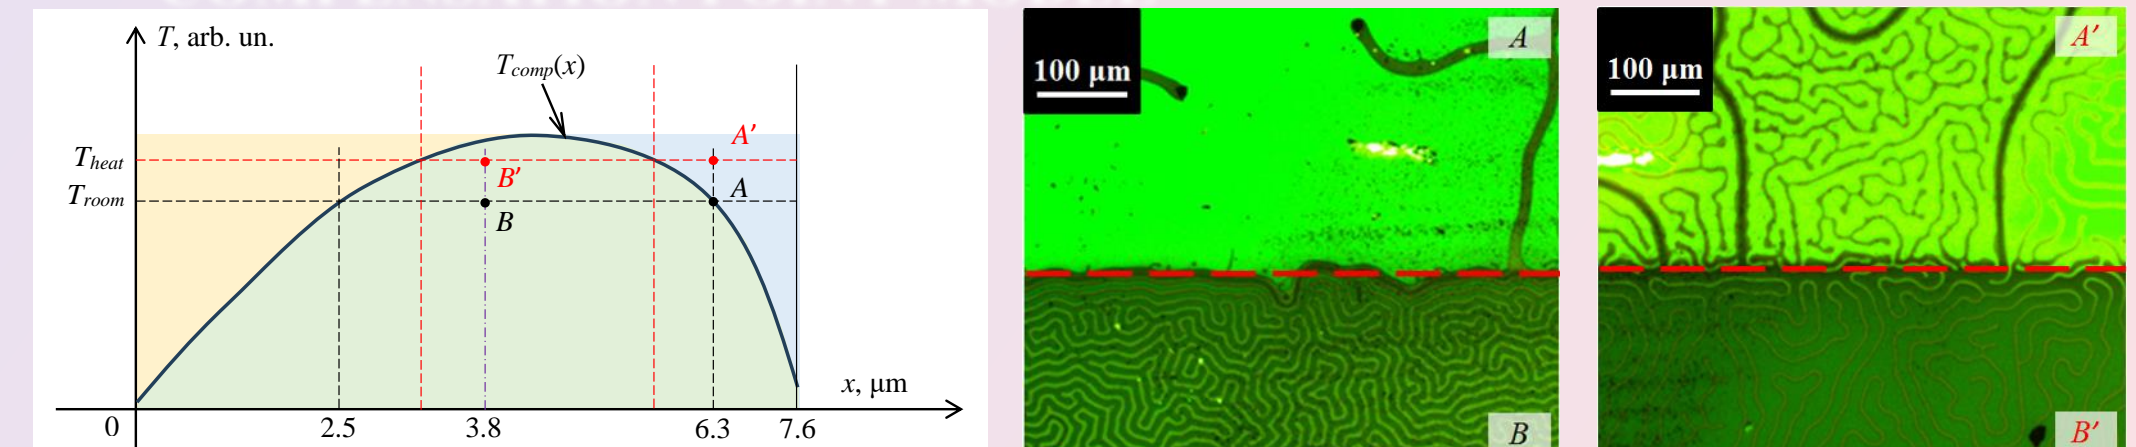 T, arb. un.
T_comp(x)
T_heat
T_room
A′
B′
A
B
x, μm
0
2.5
3.8
6.3
7.6
100 μm
A
B
100 μm
A′
B′